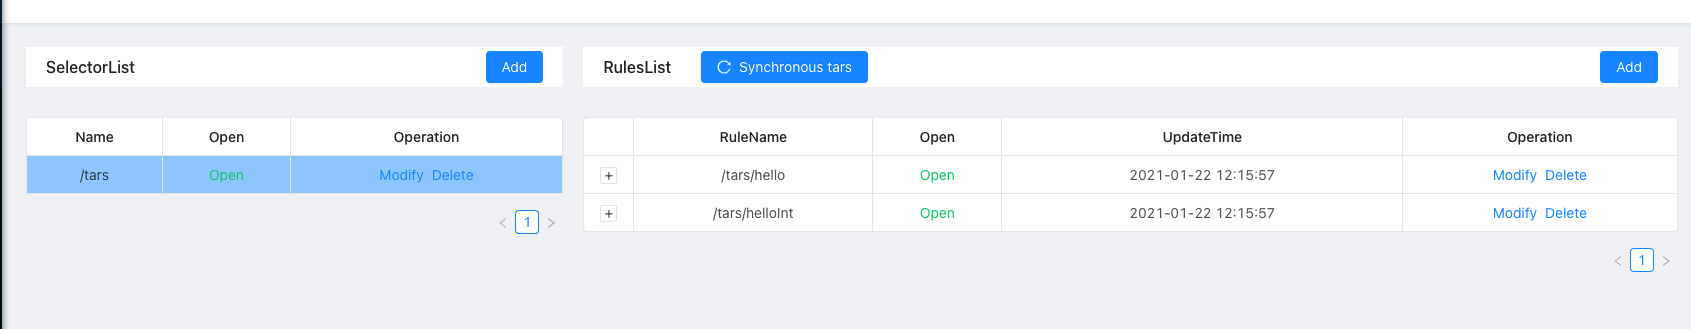 SelectorList Add
Name Open Operation
/tars Open Modify Delete
< 1 >
RulesList Synchronous tars Add
RuleName Open UpdateTime Operation
+ /tars/hello Open 2021-01-22 12:15:57 Modify Delete
+ /tars/helloInt Open 2021-01-22 12:15:57 Modify Delete
< 1 >